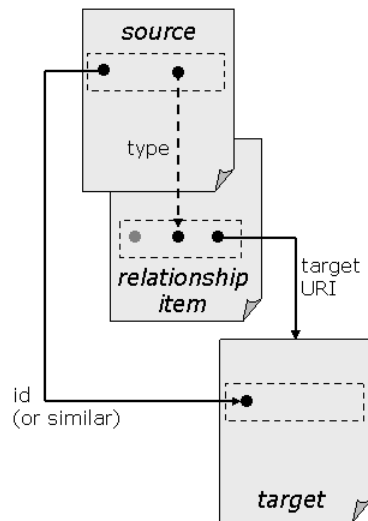 source
type
relationship
item
target
URI
id
(or similar)
target